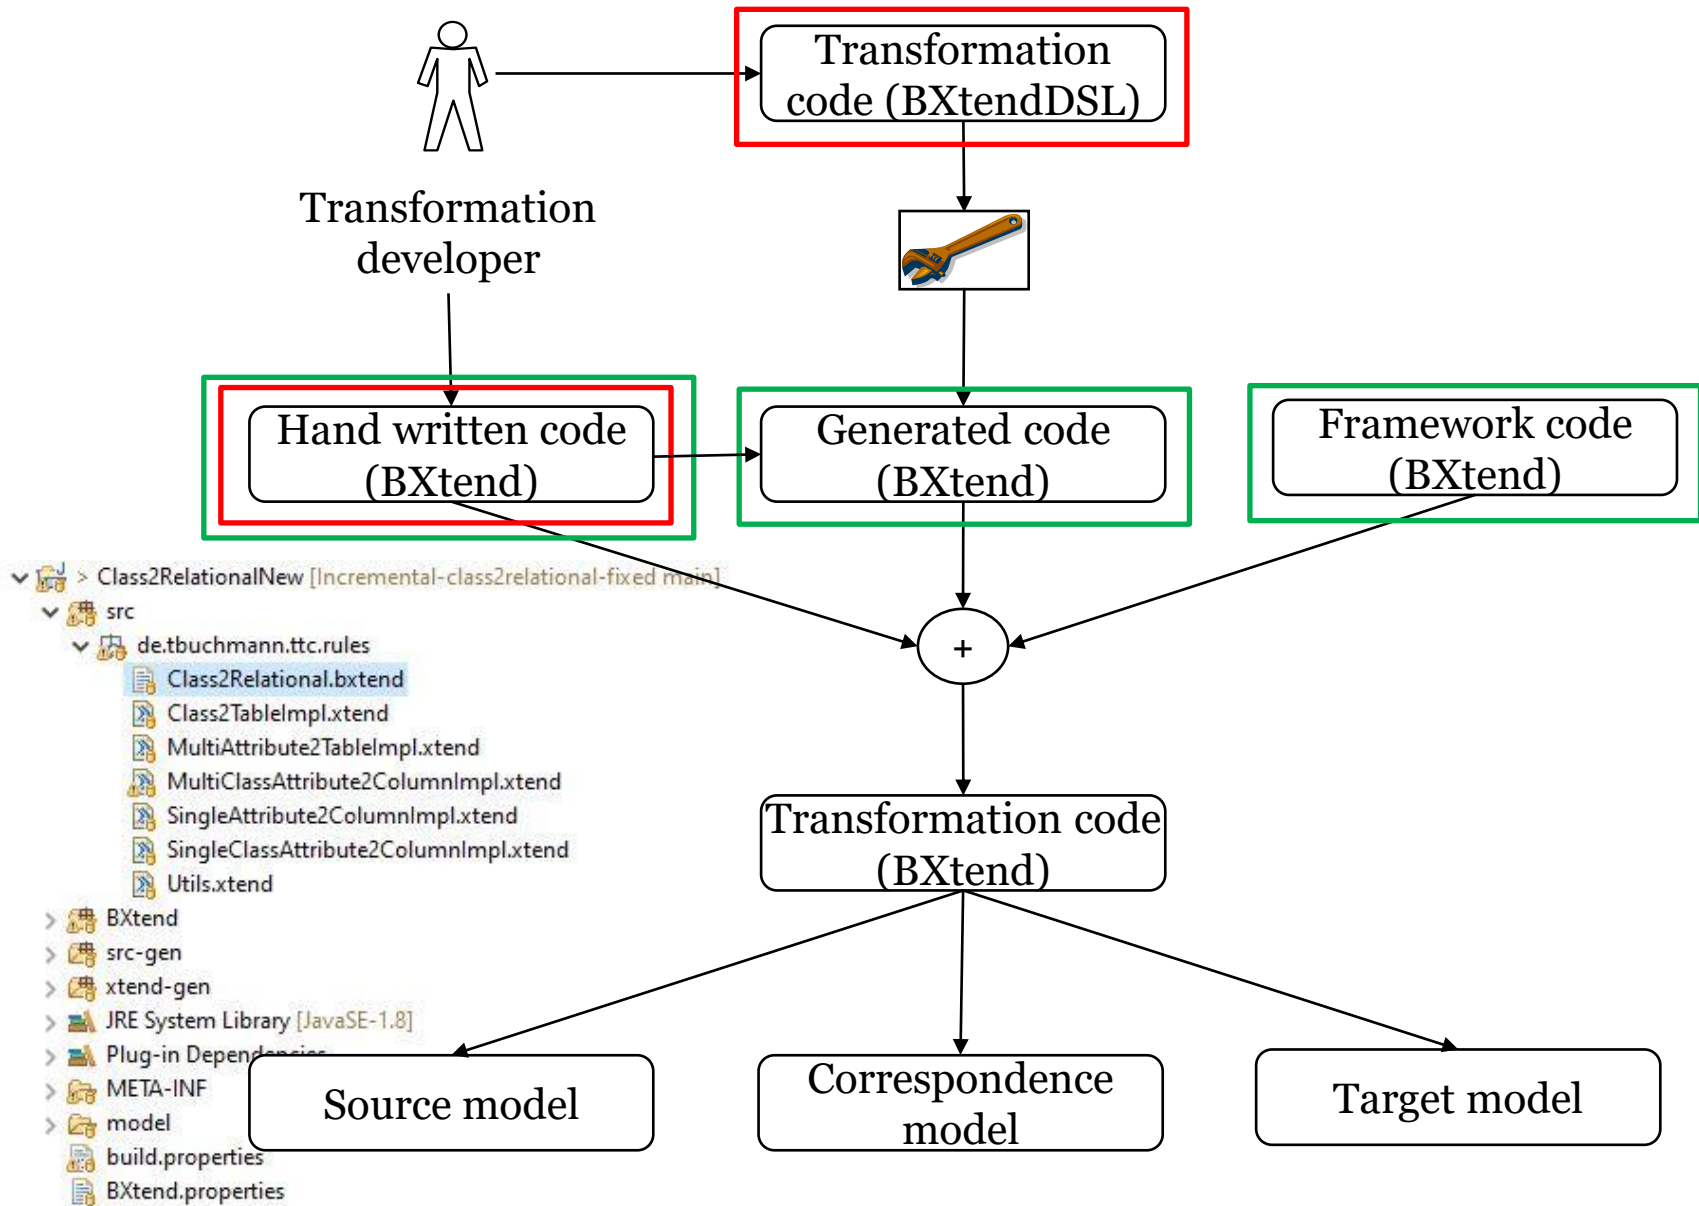 Transformation
code (BXtendDSL)
Transformation
developer
Hand written code
(BXtend)
Generated code
(BXtend)
Framework code
(BXtend)
> Class2RelationalNew [Incremental-class2relational-fixed main]
src
de.tbuchmann.ttc.rules
Class2Relational.bxtend
Class2TableImpl.xtend
MultiAttribute2TableImpl.xtend
MultiClassAttribute2ColumnImpl.xtend
SingleAttribute2ColumnImpl.xtend
SingleClassAttribute2ColumnImpl.xtend
Utils.xtend
BXtend
src-gen
xtend-gen
JRE System Library [JavaSE-1.8]
Plug-in Dependencies
META-INF
model
build.properties
BXtend.properties
+
Transformation code
(BXtend)
Source model
Correspondence
model
Target model